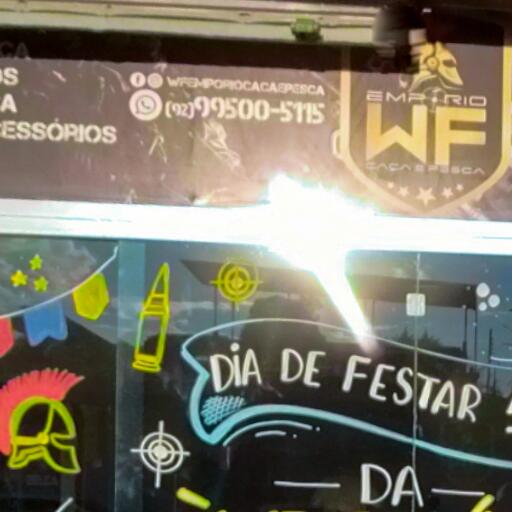 OS
A
CESSÓRIOS
WFEMPORIOCACAEPESCA
(92)99500-5115
EMPÓRIO
WF
CAÇA E PESCA
DIA DE FESTAR
DA